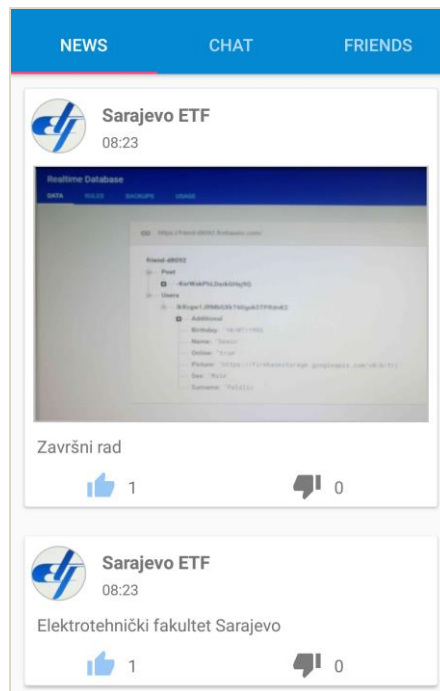 NEWS CHAT FRIENDS
Sarajevo ETF
08:23
Realtime Database
DATA RULES BACKUPS USAGE
friend-d8092
Post
Users
Additional
Birthday:
Name:
Online: "true"
Picture:
Sex: "Male"
Surname:
Završni rad
1 0
Sarajevo ETF
08:23
Elektrotehnički fakultet Sarajevo
1 0